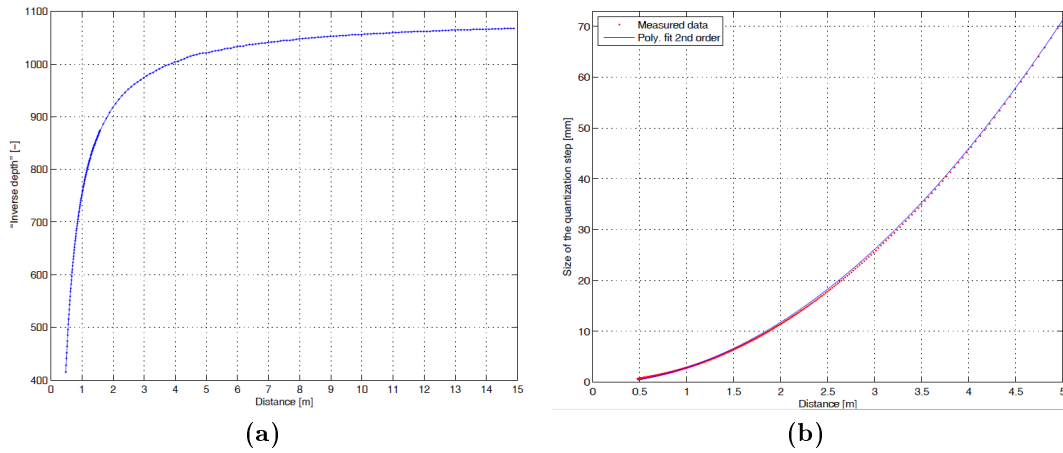 1100
1000
900
800
700
600
500
400
"Inverse depth" [-]
0 1 2 3 4 5 6 7 8 9 10 11 12 13 14 15
Distance [m]
(a)
Measured data
Poly. fit 2nd order
70
60
50
40
30
20
10
0
Size of the quantization step [mm]
0 0.5 1 1.5 2 2.5 3 3.5 4 4.5 5
Distance [m]
(b)